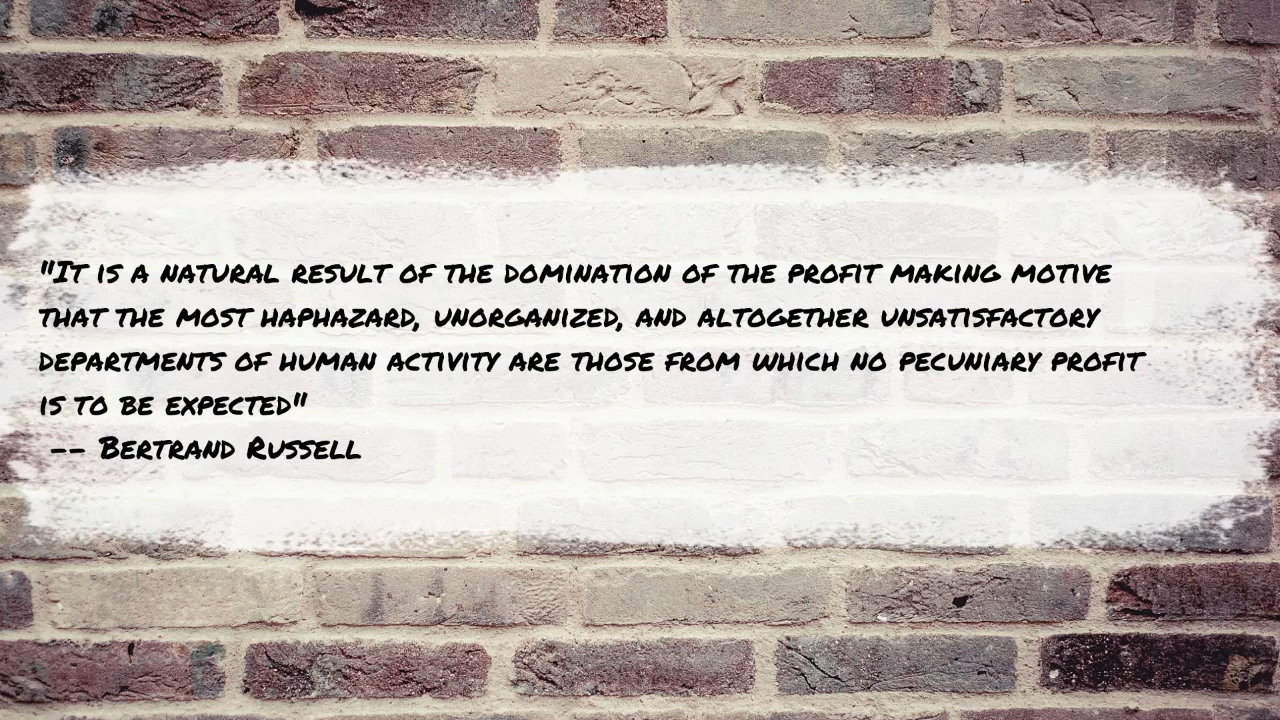 "It is a natural result of the domination of the profit making motive
that the most haphazard, unorganized, and altogether unsatisfactory
departments of human activity are those from which no pecuniary profit
is to be expected"
-- Bertrand Russell